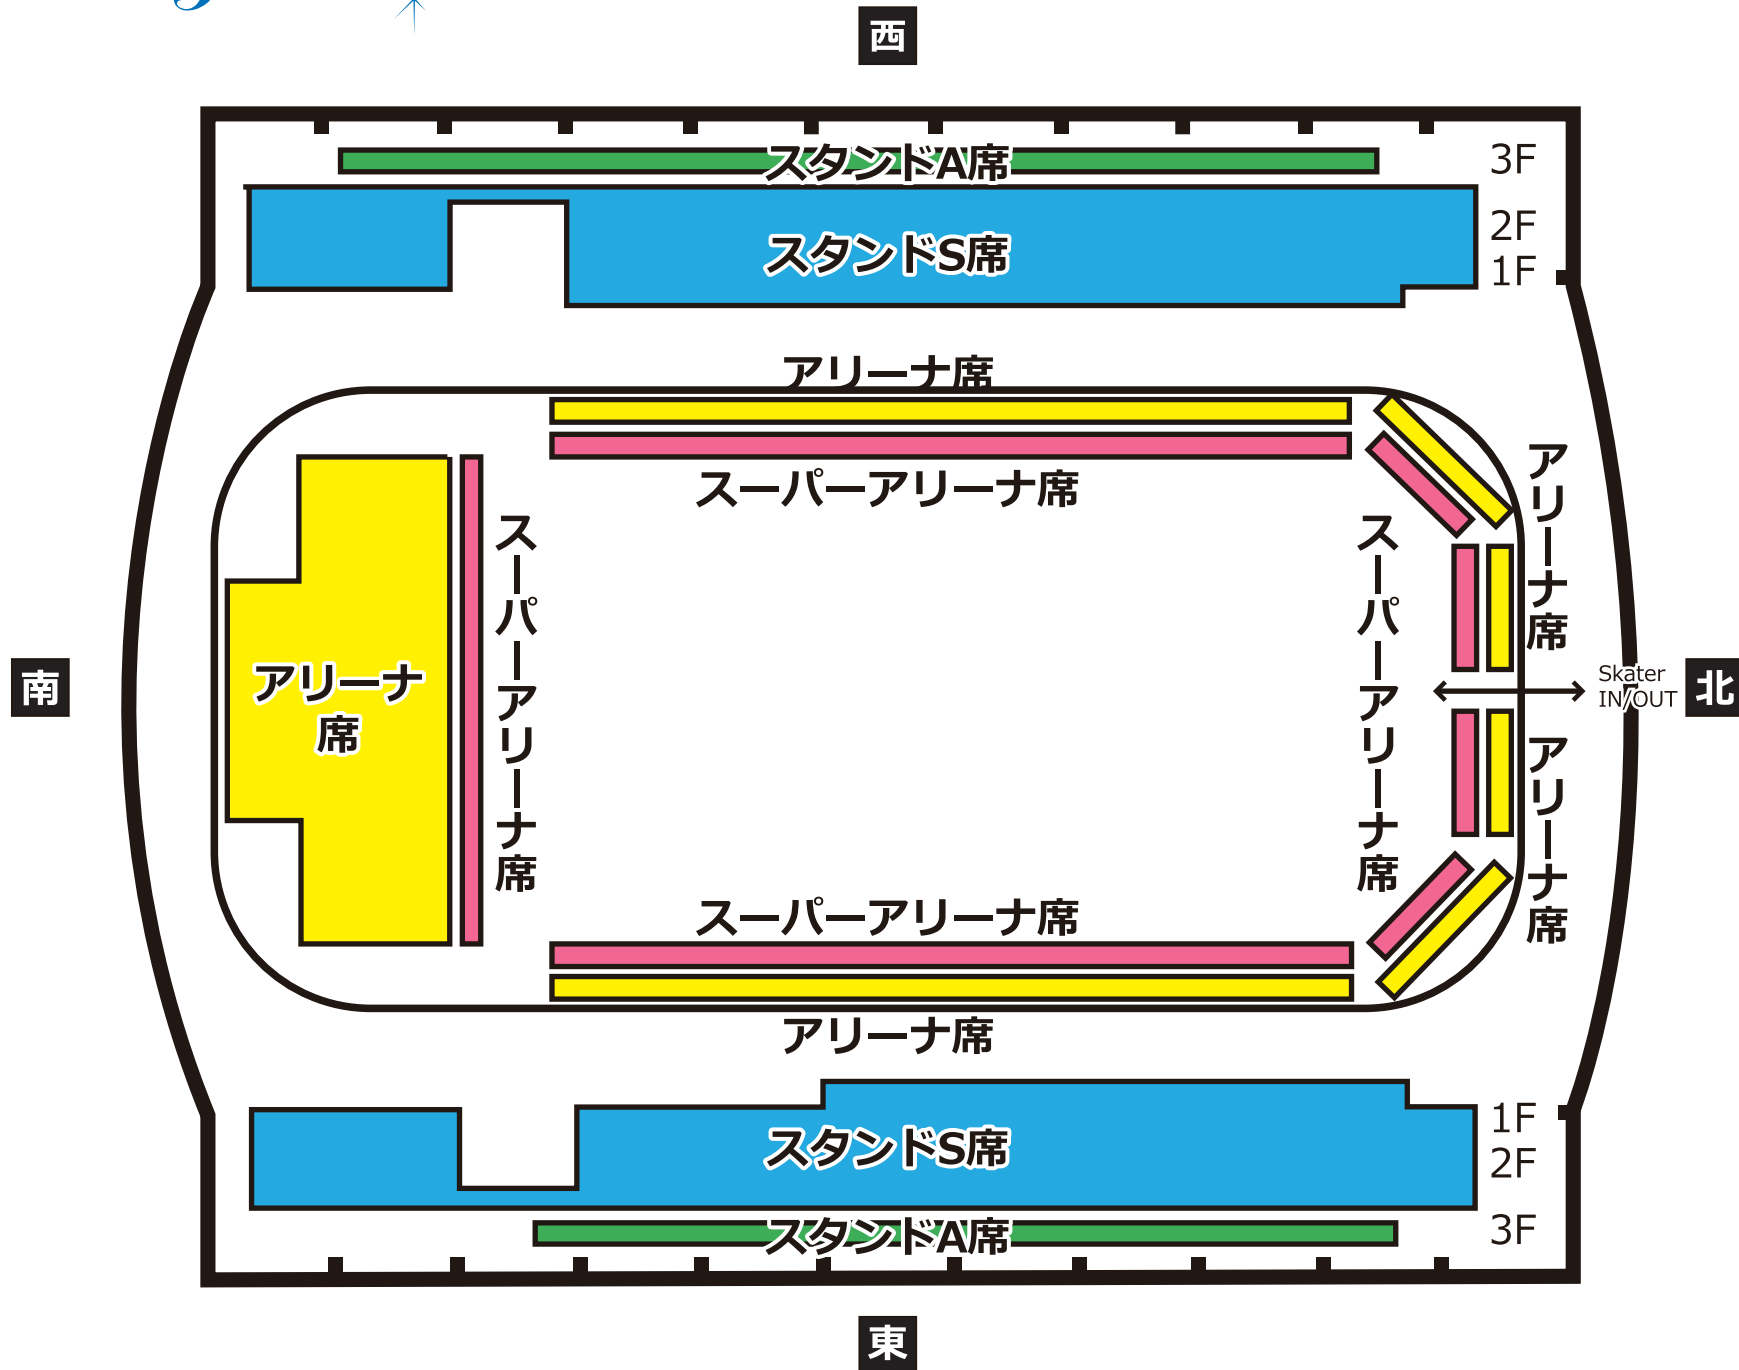 西
スタンドA席
3F
スタンドS席
2F
1F
アリーナ席
スーパーアリーナ席
アリーナ席
スーパーアリーナ席
スーパーアリーナ席
アリーナ
席
南
Skater
IN/OUT
北
アリーナ席
スーパーアリーナ席
アリーナ席
スタンドS席
1F
2F
スタンドA席
3F
東